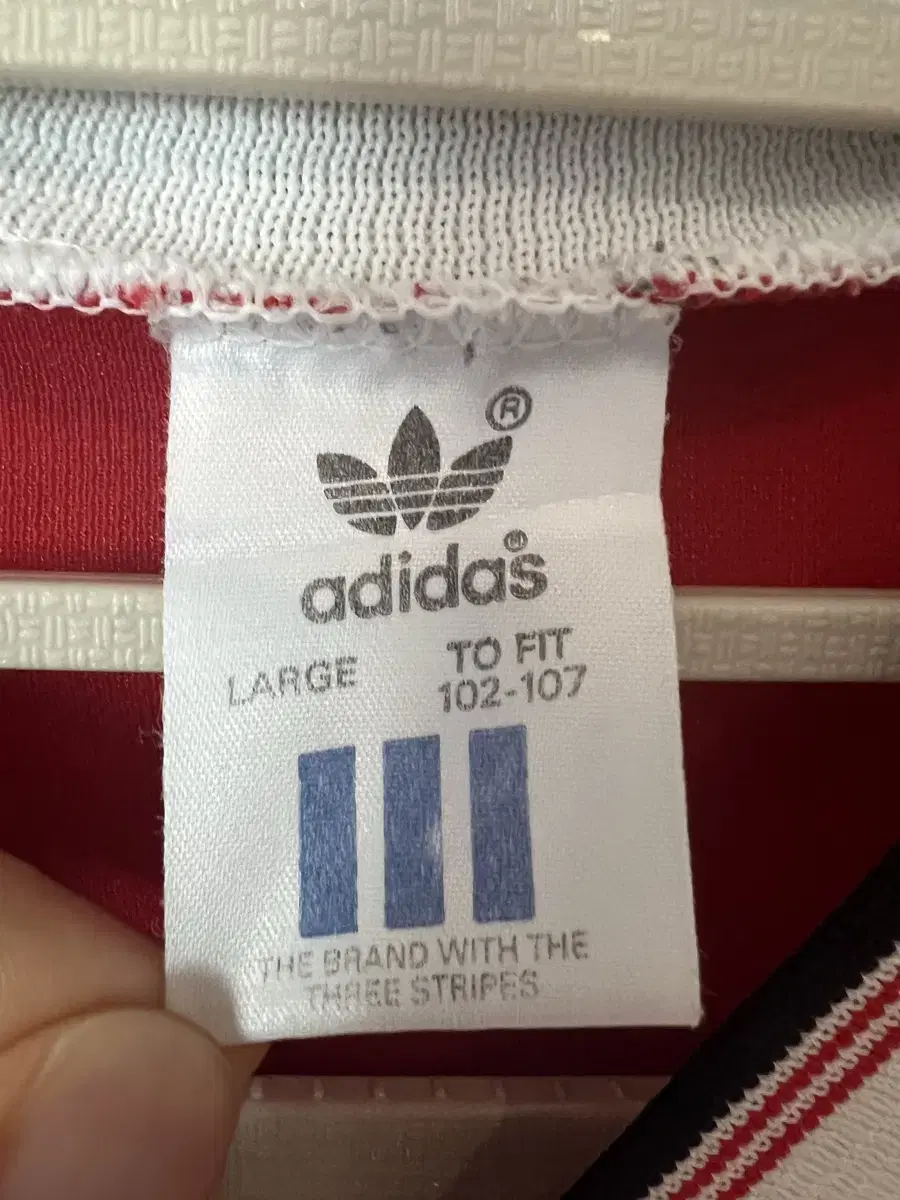 ®
adidas®
LARGE TO FIT
102-107
THE BRAND WITH THE
THREE STRIPES